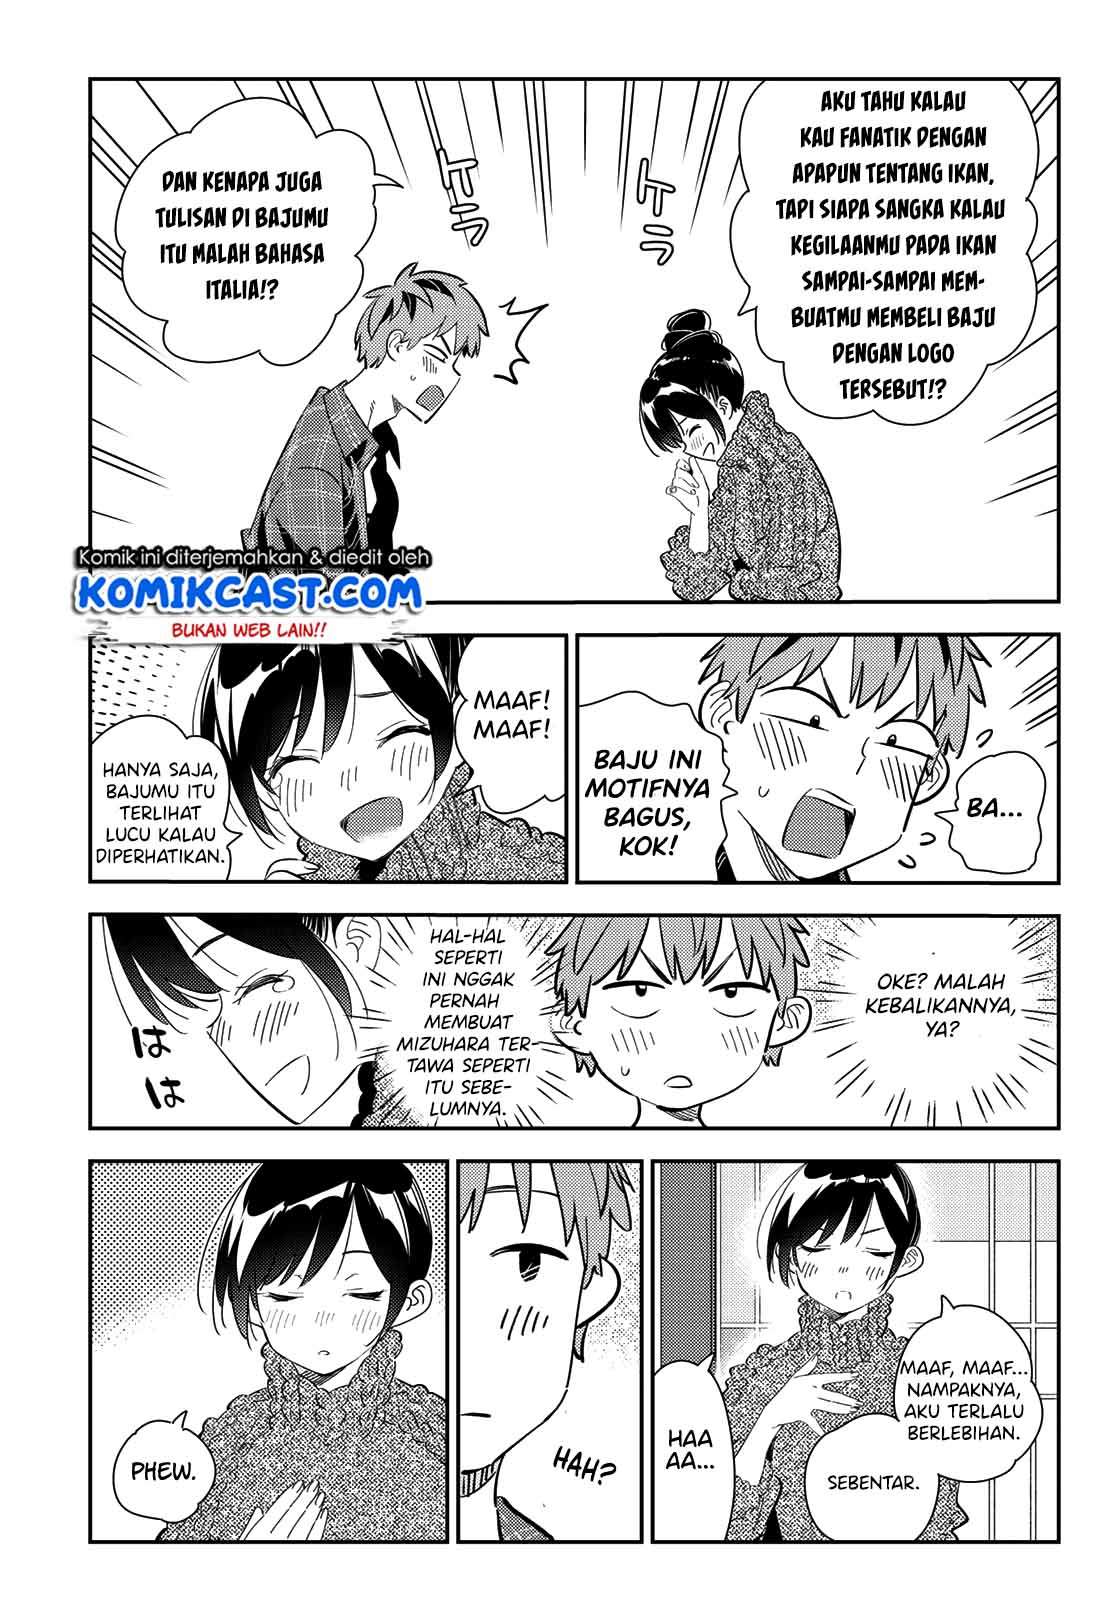 AKU TAHU KALAU
KAU FANATIK DENGAN
APAPUN TENTANG IKAN,
TAPI SIAPA SANGKA KALAU
KEGILAANMU PADA IKAN
SAMPAI-SAMPAI MEM-
BUATMU MEMBELI BAJU
DENGAN LOGO
TERSEBUT!?
ケラ
ケラ
DAN KENAPA JUGA
TULISAN DI BAJUMU
ITU MALAH BAHASA
ITALIA!?
Komik ini diterjemahkan & diedit oleh
KOMIKCAST.COM
BUKAN WEB LAIN!!
BA...
BAJU INI
MOTIFNYA
BAGUS,
KOK!
MAAF!
MAAF!
HANYA SAJA,
BAJUMU ITU
TERLIHAT
LUCU KALAU
DIPERHATIKAN.
OKE? MALAH
KEBALIKANNYA,
YA?
HAL-HAL
SEPERTI
INI NGGAK
PERNAH
MEMBUAT
MIZUHARA TER-
TAWA SEPERTI
ITU SEBE-
LUMNYA.
は
は
MAAF, MAAF...
NAMPAKNYA,
AKU TERLALU
BERLEBIHAN.
SEBENTAR.
HAA
AA...
HAH?
PHEW.